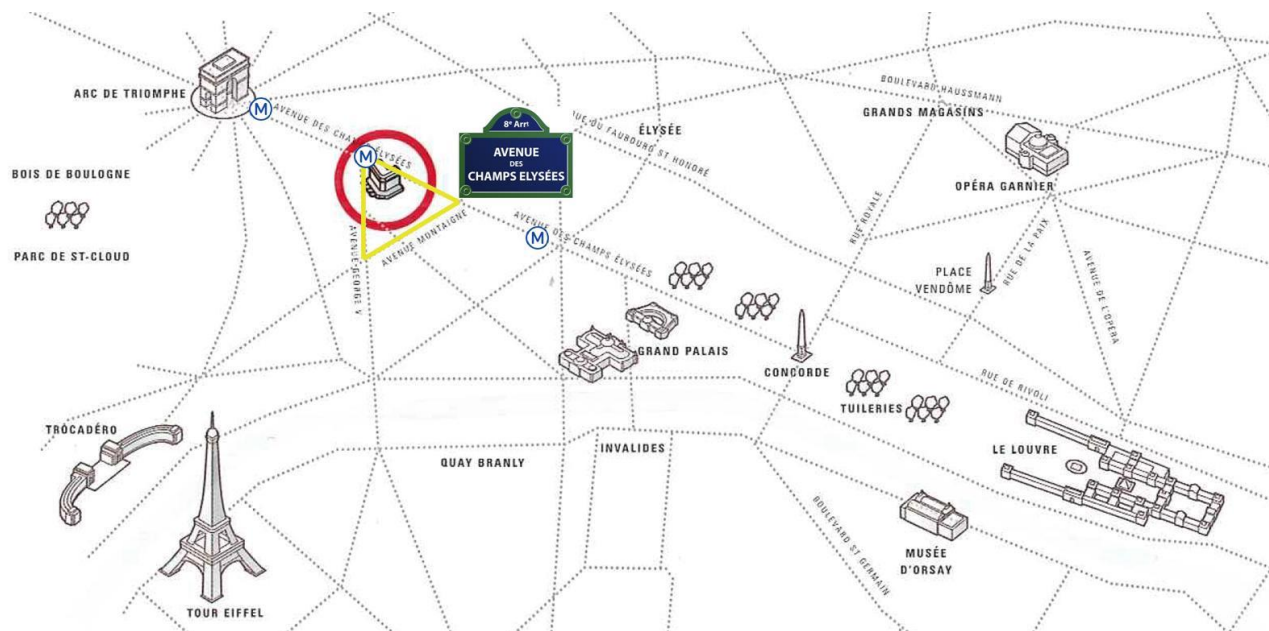 ARC DE TRIOMPHE
M
AVENUE DES CHAMPS ÉLYSÉES
M
8e Arrt
AVENUE
DES
CHAMPS ELYSÉES
RUE DU FAUBOURD ST HONORÉ
ÉLYSÉE
BOULEVARD HAUSSMANN
GRANDS MAGASINS
OPÉRA GARNIER
BOIS DE BOULOGNE
PARC DE ST-CLOUD
AVENUE GEORGE V
AVENUE MONTAIGNE
AVENUE DES CHAMPS ÉLYSÉES
M
RUE ROYALE
PLACE
VENDÔME
RUE DE LA PAIX
AVENUE DE L'OPÉRA
GRAND PALAIS
CONCORDE
TUILERIES
RUE DE RIVOLI
TROCADÉRO
QUAY BRANLY
INVALIDES
LE LOUVRE
BOULEVARD ST GERMAIN
MUSÉE
D'ORSAY
TOUR EIFFEL